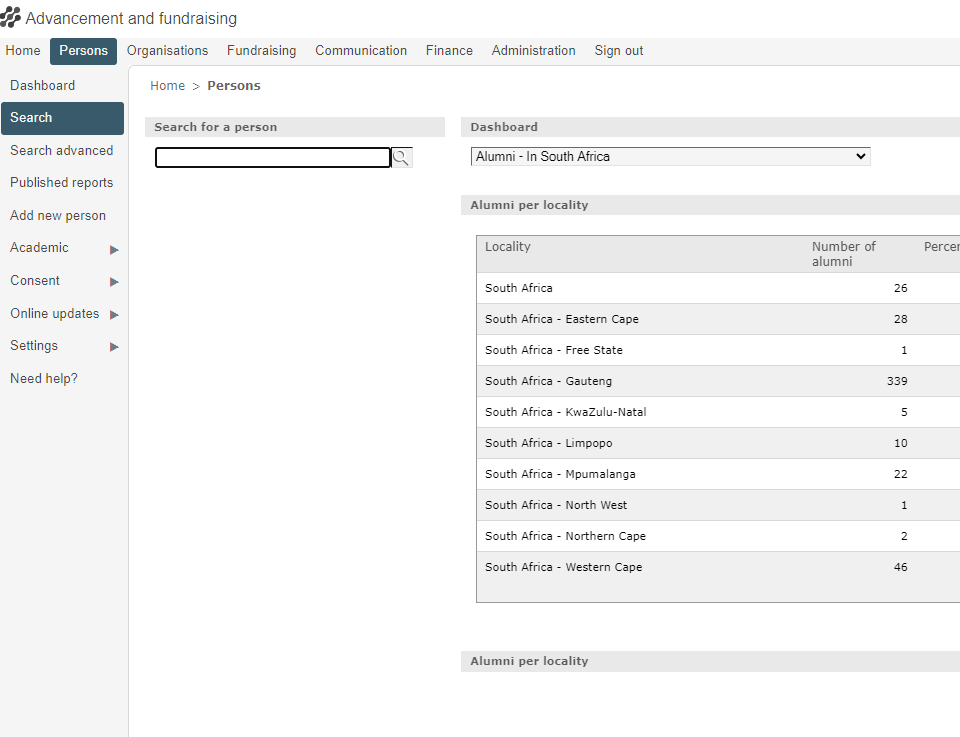 Advancement and fundraising
Home Persons Organisations Fundraising Communication Finance Administration Sign out
Dashboard
Search
Search advanced
Published reports
Add new person
Academic
Consent
Online updates
Settings
Need help?
Home > Persons
Search for a person
Dashboard
Alumni - In South Africa
Alumni per locality
Locality Number of alumni Percen
South Africa 26
South Africa - Eastern Cape 28
South Africa - Free State 1
South Africa - Gauteng 339
South Africa - KwaZulu-Natal 5
South Africa - Limpopo 10
South Africa - Mpumalanga 22
South Africa - North West 1
South Africa - Northern Cape 2
South Africa - Western Cape 46
Alumni per locality